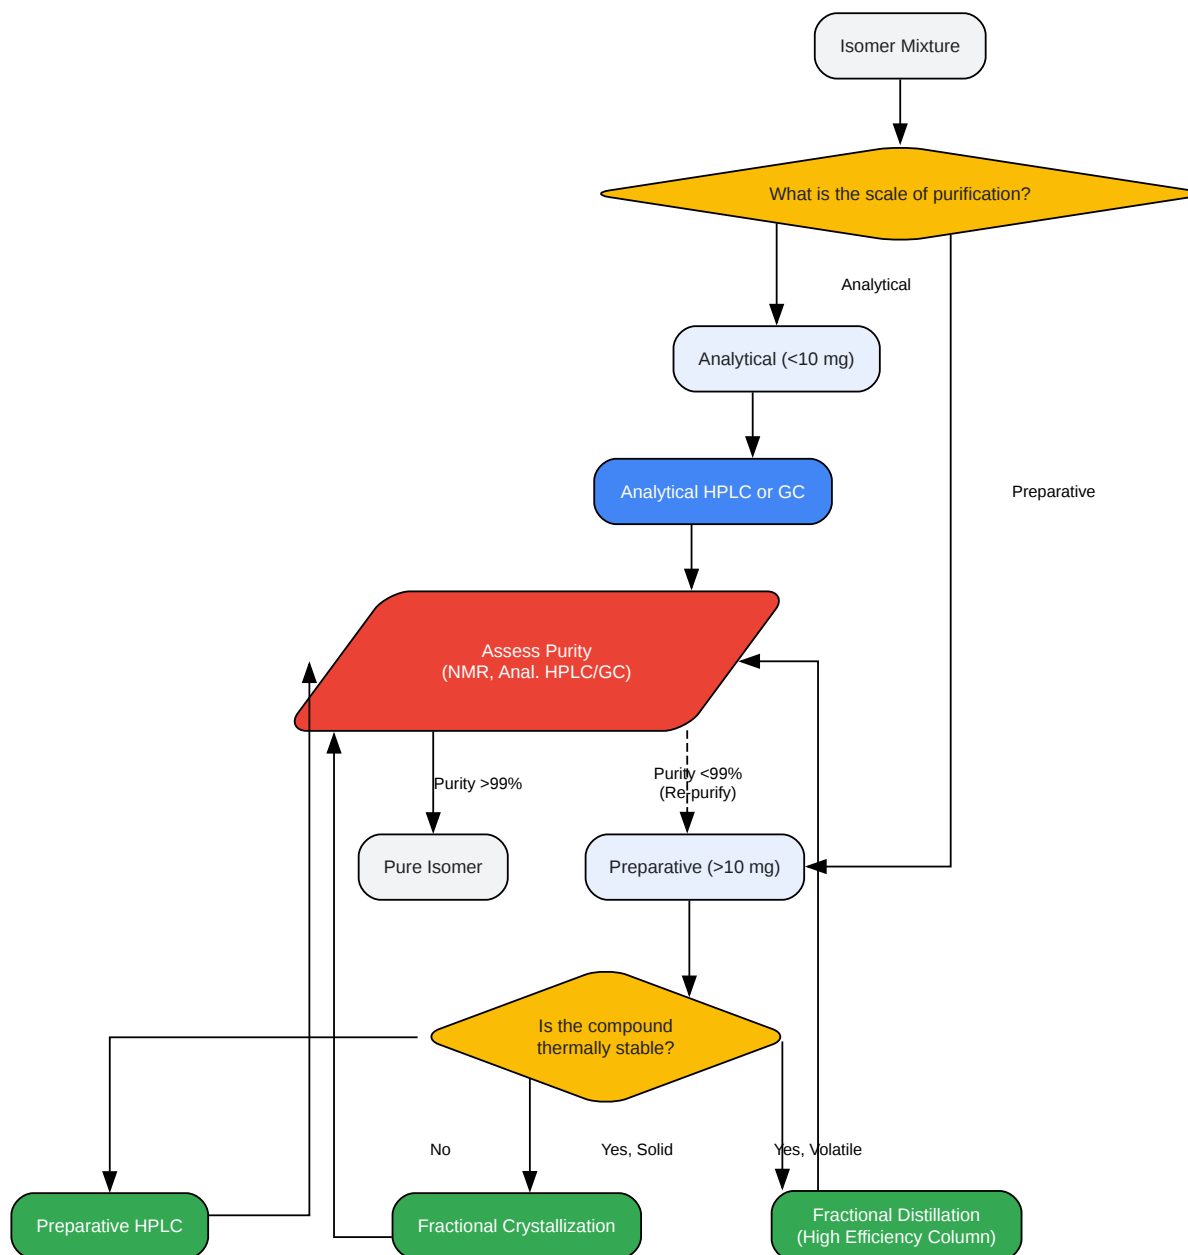 Isomer Mixture
What is the scale of purification?
Analytical
Analytical (<10 mg)
Analytical HPLC or GC
Preparative
Assess Purity
(NMR, Anal. HPLC/GC)
Purity >99%
Purity <99%
(Re-purify)
Pure Isomer
Preparative (>10 mg)
Is the compound
thermally stable?
No
Yes, Solid
Yes, Volatile
Preparative HPLC
Fractional Crystallization
Fractional Distillation
(High Efficiency Column)